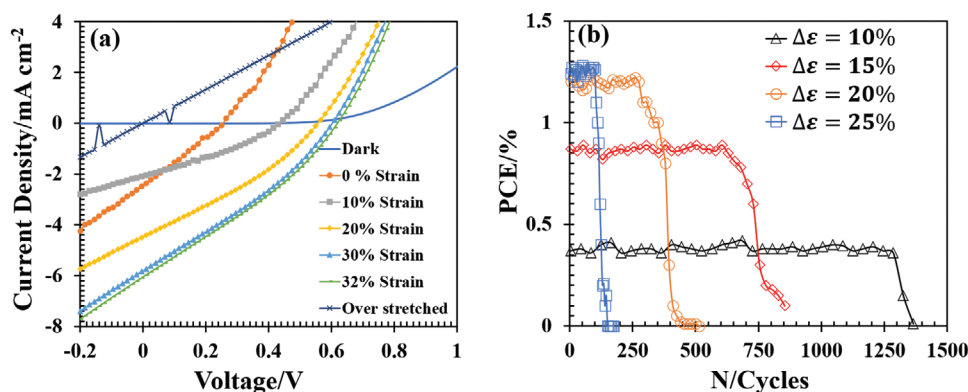 (a)
Current Density/mA cm-2
4
2
0
-2
-4
-6
-8
-0.2
0
0.2
0.4
0.6
0.8
1
Voltage/V
Dark
0 % Strain
10% Strain
20% Strain
30% Strain
32% Strain
Over stretched
(b)
PCE/%
1.5
1
0.5
0
0
250
500
750
1000
1250
1500
N/Cycles
Δε = 10%
Δε = 15%
Δε = 20%
Δε = 25%